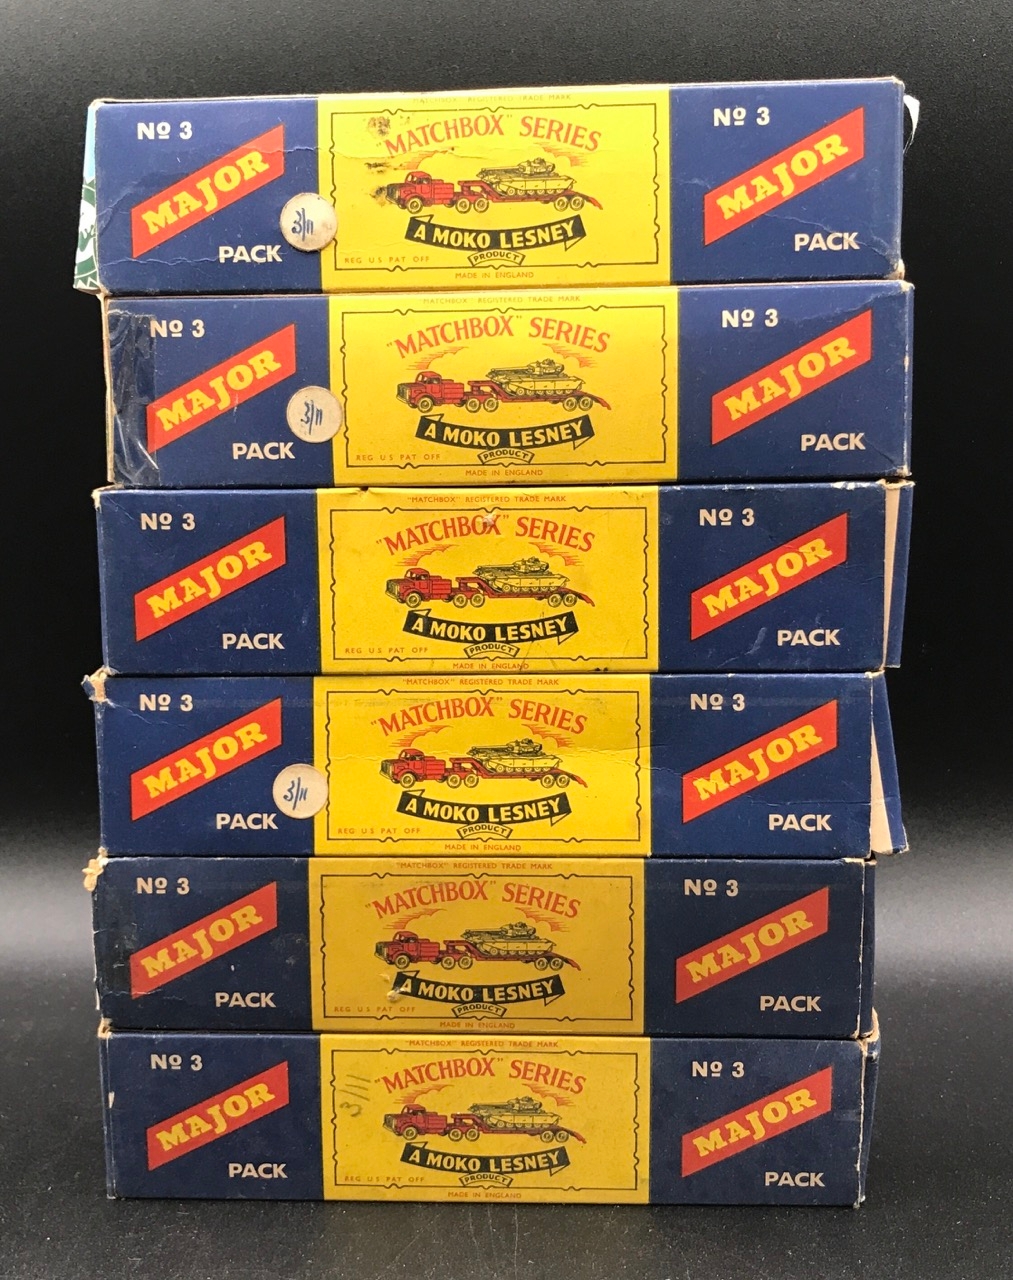 "MATCHBOX" REGISTERED TRADE MARK
Nº 3
MAJOR
PACK
3/11
"MATCHBOX" SERIES
A MOKO LESNEY
PRODUCT
REG U.S PAT OFF
MADE IN ENGLAND
Nº 3
MAJOR
PACK
"MATCHBOX" REGISTERED TRADE MARK
Nº 3
MAJOR
PACK
3/11
"MATCHBOX" SERIES
A MOKO LESNEY
PRODUCT
REG U.S PAT OFF
MADE IN ENGLAND
Nº 3
MAJOR
PACK
"MATCHBOX" REGISTERED TRADE MARK
Nº 3
MAJOR
PACK
"MATCHBOX" SERIES
A MOKO LESNEY
PRODUCT
REG U.S PAT OFF
MADE IN ENGLAND
Nº 3
MAJOR
PACK
"MATCHBOX" REGISTERED TRADE MARK
Nº 3
MAJOR
PACK
3/11
"MATCHBOX" SERIES
A MOKO LESNEY
PRODUCT
REG U.S PAT OFF
MADE IN ENGLAND
Nº 3
MAJOR
PACK
"MATCHBOX" REGISTERED TRADE MARK
Nº 3
MAJOR
PACK
"MATCHBOX" SERIES
A MOKO LESNEY
PRODUCT
REG U.S PAT OFF
MADE IN ENGLAND
Nº 3
MAJOR
PACK
"MATCHBOX" REGISTERED TRADE MARK
Nº 3
MAJOR
PACK
3/11
"MATCHBOX" SERIES
A MOKO LESNEY
PRODUCT
REG U.S PAT OFF
MADE IN ENGLAND
Nº 3
MAJOR
PACK